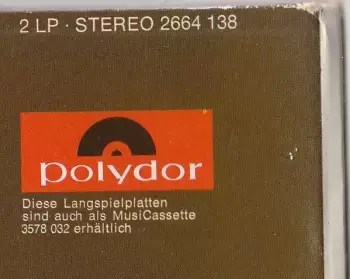 2 LP · STEREO 2664 138
polydor
Diese Langspielplatten
sind auch als MusiCassette
3578 032 erhältlich